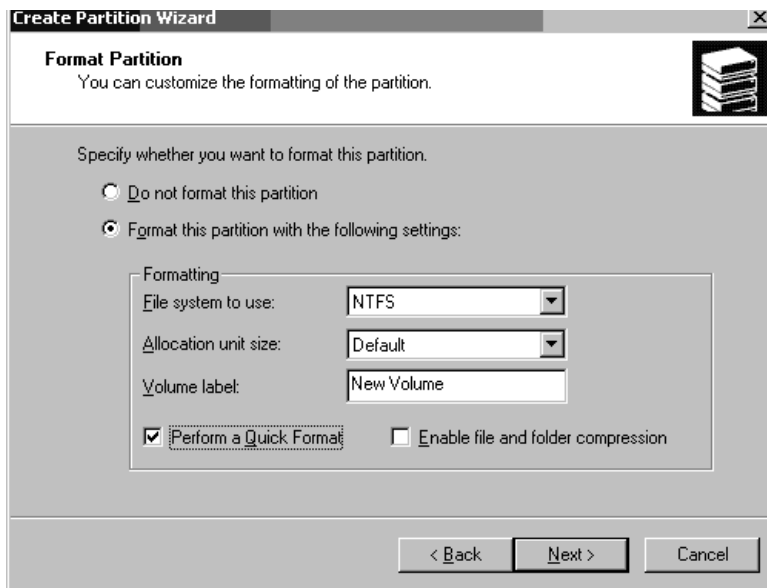 Create Partition Wizard
Format Partition
You can customize the formatting of the partition.
Specify whether you want to format this partition.
Do not format this partition
Format this partition with the following settings:
Formatting
File system to use: NTFS
Allocation unit size: Default
Volume label: New Volume
Perform a Quick Format Enable file and folder compression
< Back Next > Cancel